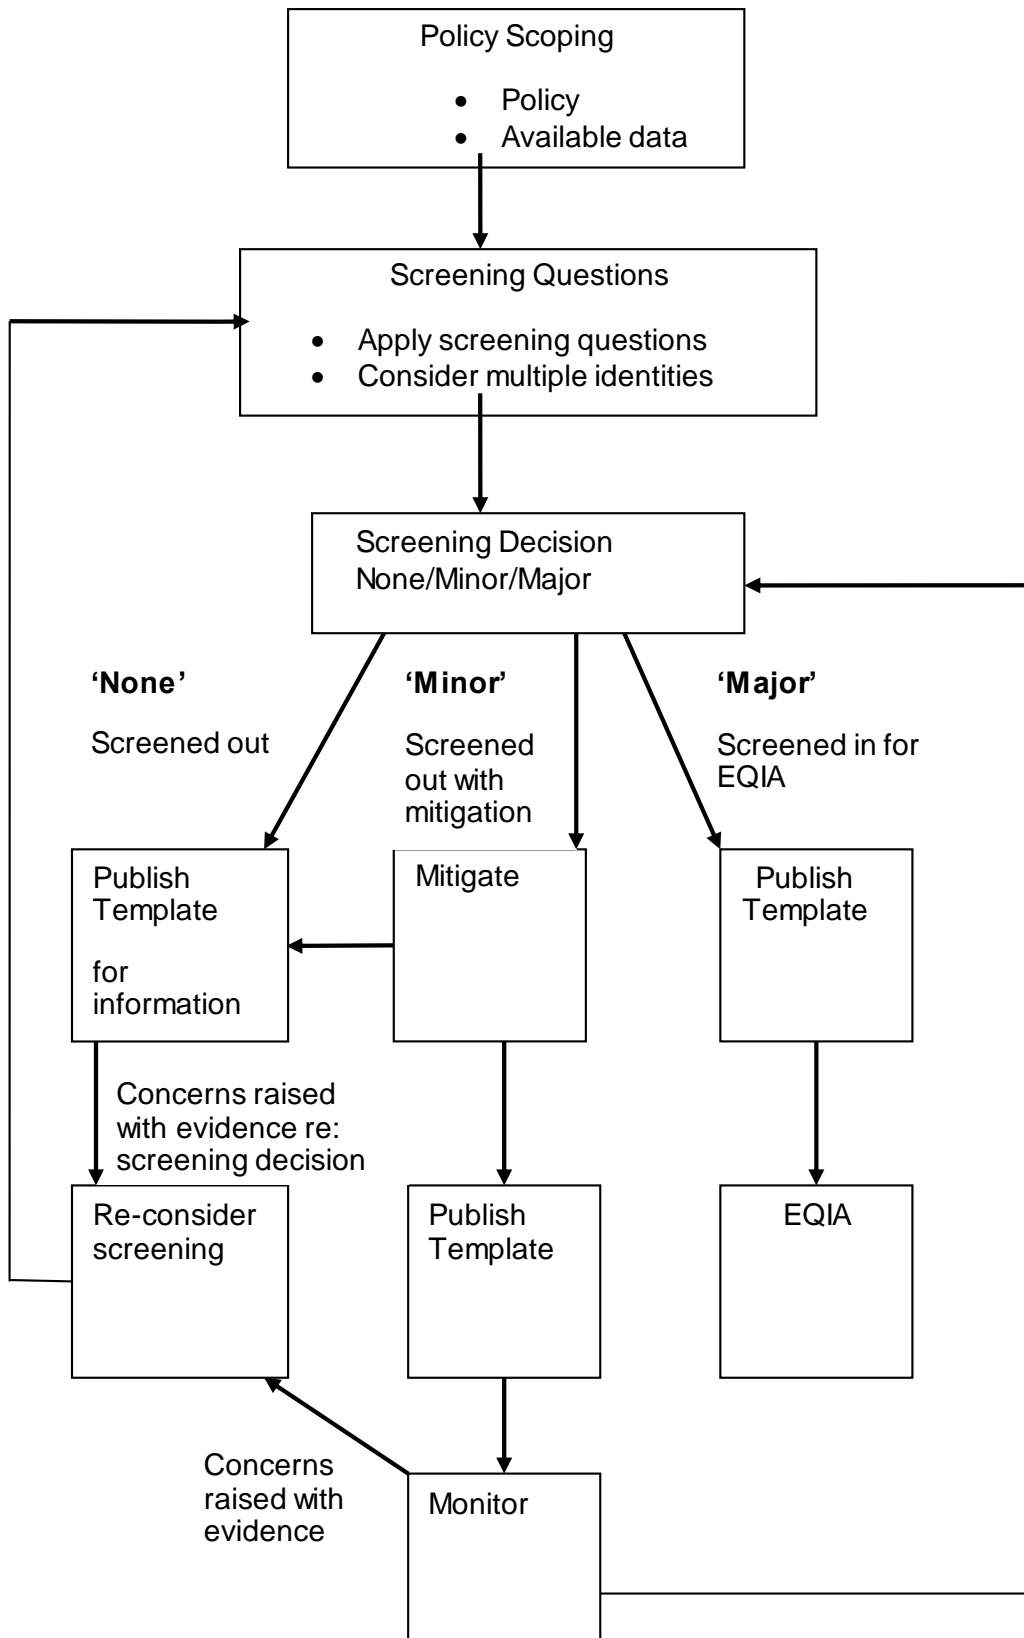 Policy Scoping
• Policy
• Available data
Screening Questions
• Apply screening questions
• Consider multiple identities
Screening Decision
None/Minor/Major
‘None’
Screened out
‘Minor’
Screened
out with
mitigation
‘Major’
Screened in for
EQIA
Publish
Template
for
information
Mitigate
Publish
Template
Concerns raised
with evidence re:
screening decision
Re-consider
screening
Publish
Template
EQIA
Concerns
raised with
evidence
Monitor